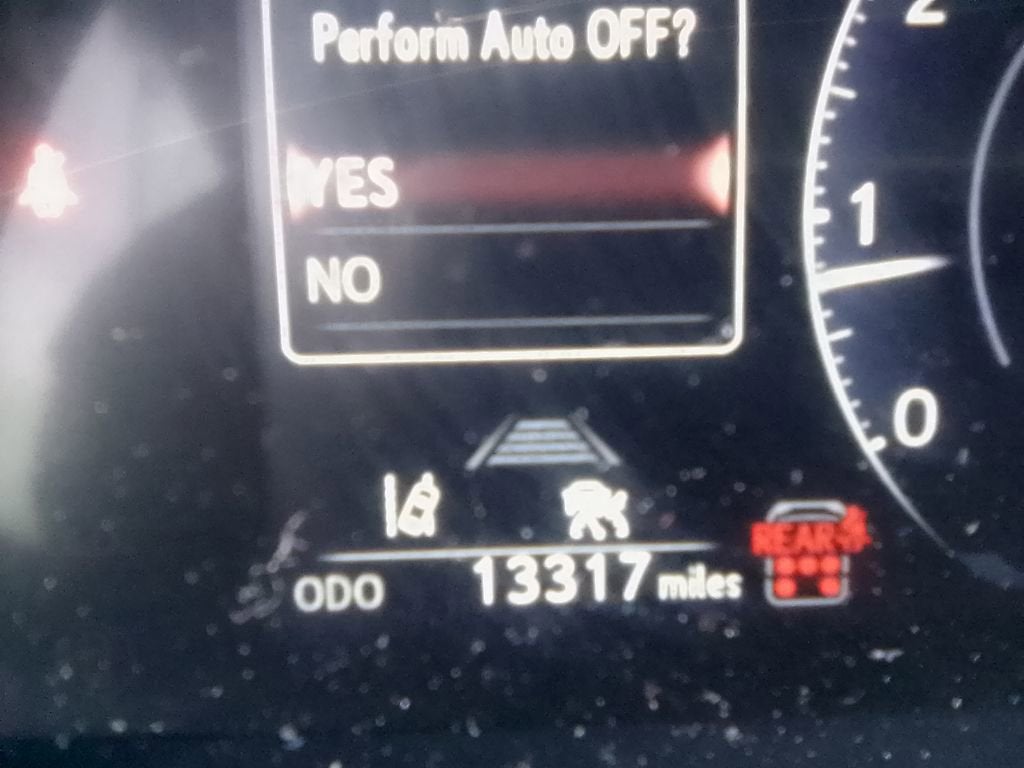 Perform Auto OFF?
YES
NO
2
1
0
REAR
ODO 13317 miles